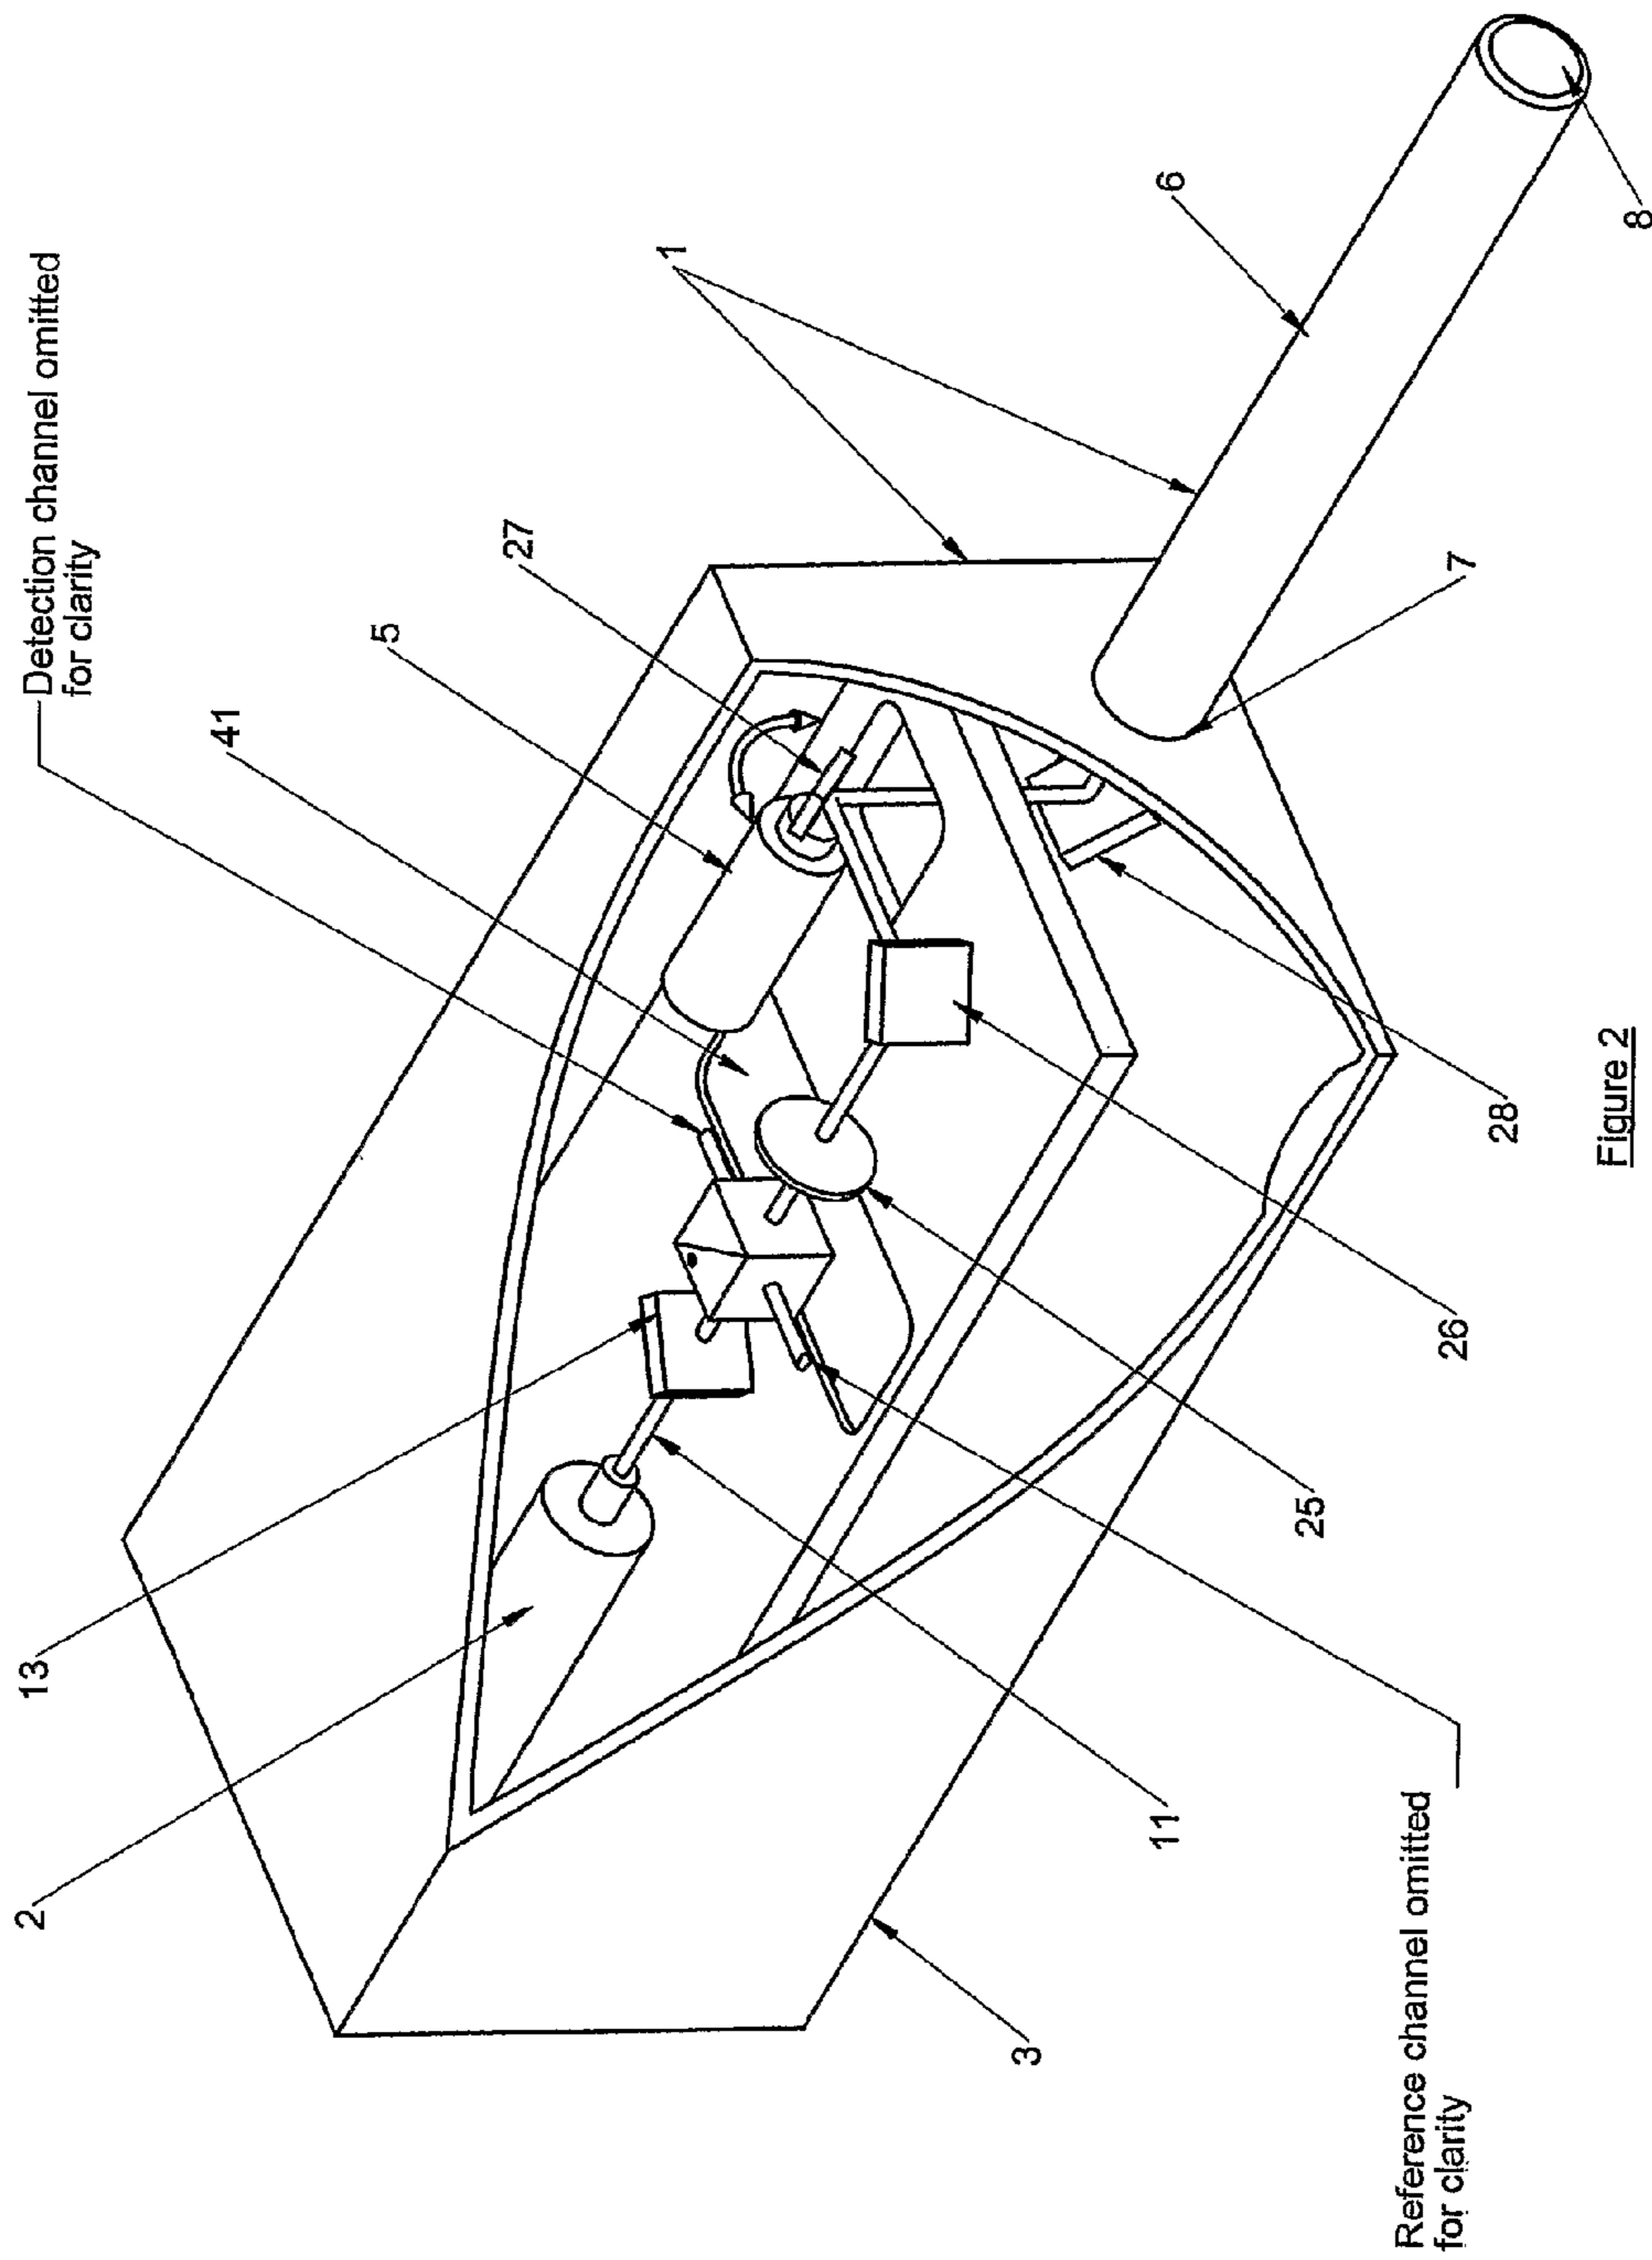 Detection channel omitted
for clarity
13
2
41
5
27
1
6
8
7
3
11
25
26
28
Reference channel omitted
for clarity
Figure 2